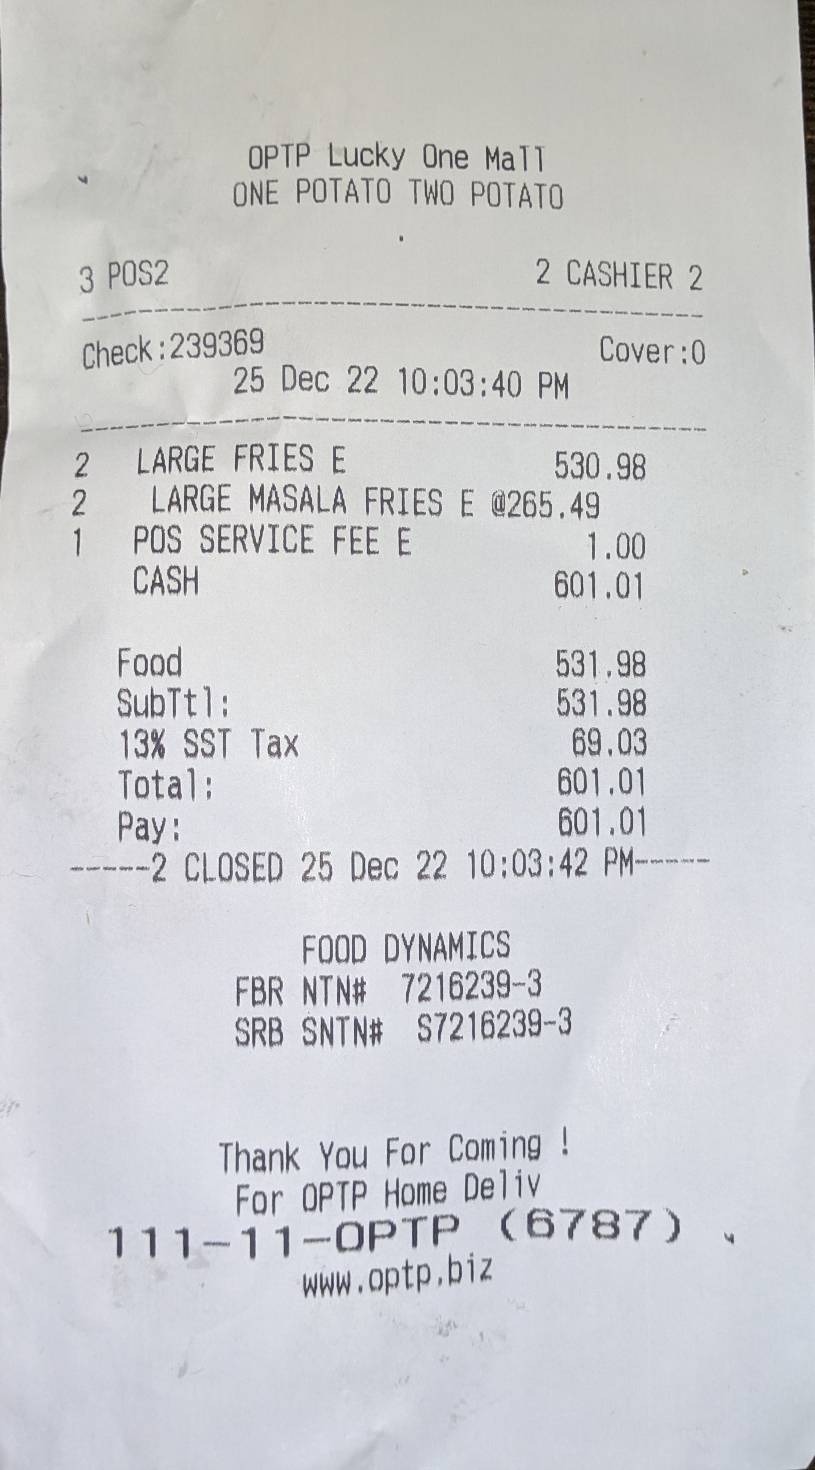 OPTP Lucky One Mall
ONE POTATO TWO POTATO
3 POS2 2 CASHIER 2
Check:239369 Cover:0
25 Dec 22 10:03:40 PM
2 LARGE FRIES E 530.98
2 LARGE MASALA FRIES E @265.49
1 POS SERVICE FEE E 1.00
CASH 601.01
Food 531.98
SubTtl: 531.98
13% SST Tax 69.03
Total: 601.01
Pay: 601.01
-----2 CLOSED 25 Dec 22 10:03:42 PM-----
FOOD DYNAMICS
FBR NTN# 7216239-3
SRB SNTN# S7216239-3
Thank You For Coming !
For OPTP Home Deliv
111-11-OPTP (6787)
www.optp.biz